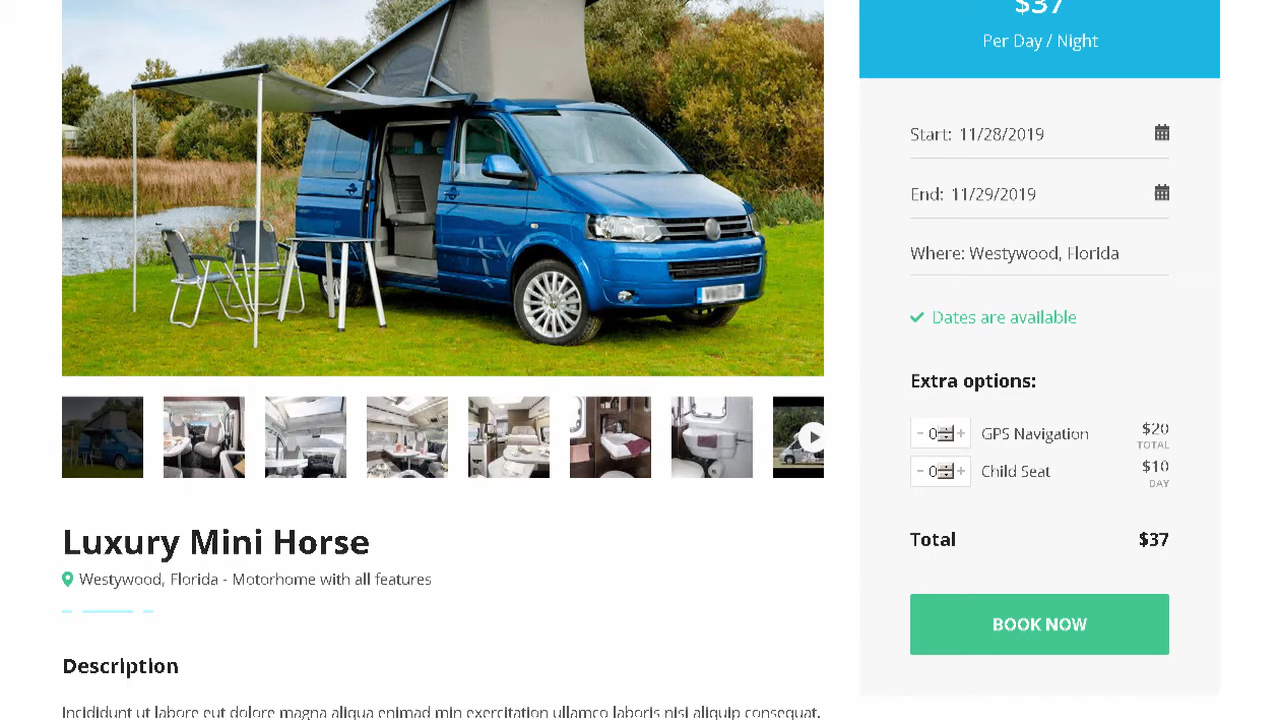 $37
Per Day / Night
Start: 11/28/2019
End: 11/29/2019
Where: Westywood, Florida
Dates are available
Extra options:
- 0 + GPS Navigation $20
TOTAL
- 0 + Child Seat $10
DAY
Total $37
BOOK NOW
Luxury Mini Horse
Westywood, Florida - Motorhome with all features
Description
Incididunt ut labore eut dolore magna aliqua enimad min exercitation ullamco laboris nisi aliquip consequat.